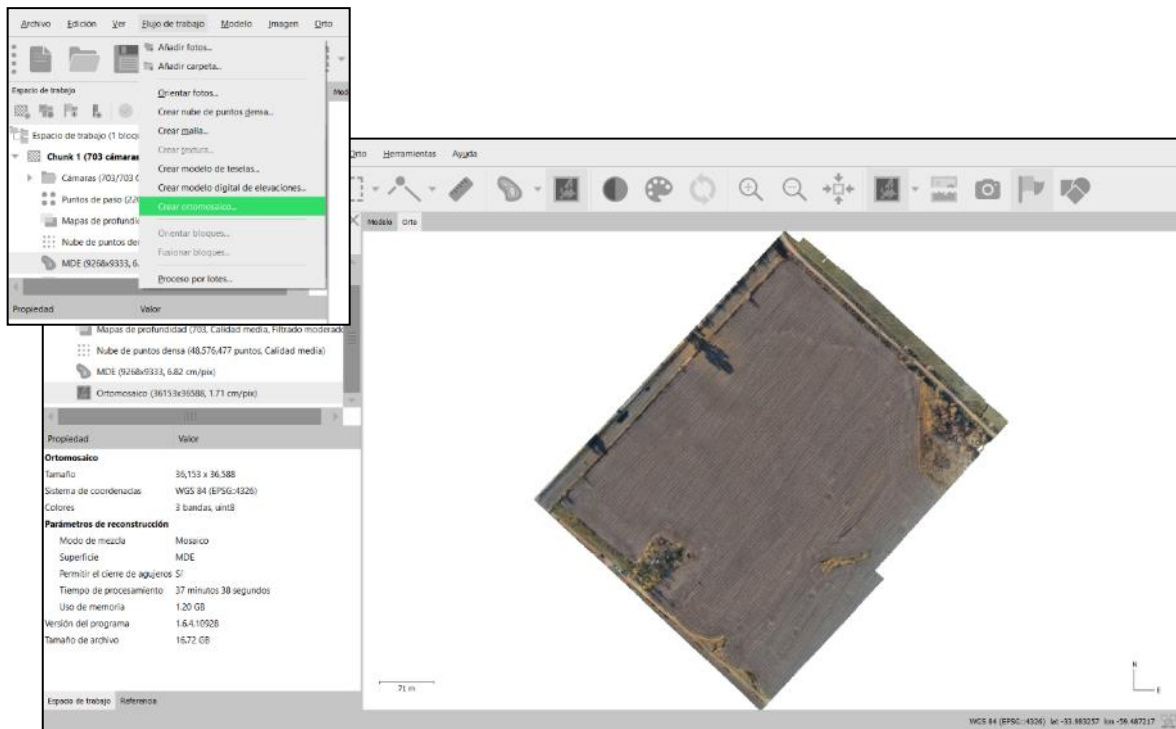 Archivo Edición Ver Flujo de trabajo Modelo Imagen Orto
Añadir fotos...
Añadir carpeta...
Espacio de trabajo
Orientar fotos...
Crear nube de puntos densa...
Crear malla...
Espacio de trabajo (1 bloq
Crear textura...
Chunk 1 (703 cámaras
Crear modelo de teselas...
Cámaras (703/703
Crear modelo digital de elevaciones...
Puntos de paso (22
Crear ortomosaico...
Mapas de profundi
Orientar bloques...
Nube de puntos de
Fusionar bloques...
MDE (9268x9333, 6.
Proceso por lotes...
Propiedad Valor
Orto Herramientas Ayuda
Modelo Orto
Mapas de profundidad (703, Calidad media, Filtrado moderado
Nube de puntos densa (48,576,477 puntos, Calidad media)
MDE (9268x9333, 6.82 cm/pix)
Ortomosaico (36153x36588, 1.71 cm/pix)
Propiedad Valor
Ortomosaico
Tamaño 36,153 x 36,588
Sistema de coordenadas WGS 84 (EPSG::4326)
Colores 3 bandas, uint8
Parámetros de reconstrucción
Modo de mezcla Mosaico
Superficie MDE
Permitir el cierre de agujeros Sí
Tiempo de procesamiento 37 minutos 38 segundos
Uso de memoria 1.20 GB
Versión del programa 1.6.4.10928
Tamaño de archivo 16.72 GB
71 m
N
E
Espacio de trabajo Referencia
WGS 84 (EPSG::4326) lat -33.983257 lon -59.487217